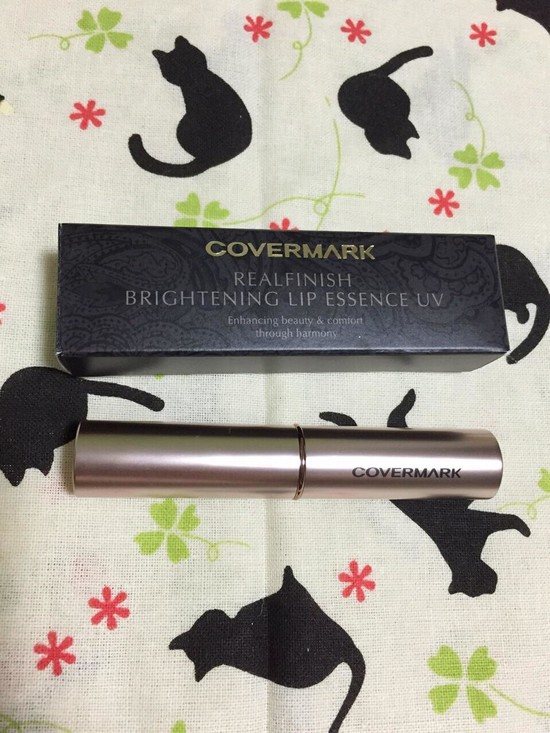 COVERMARK
REALFINISH
BRIGHTENING LIP ESSENCE UV
Enhancing beauty & comfort
through harmony
COVERMARK